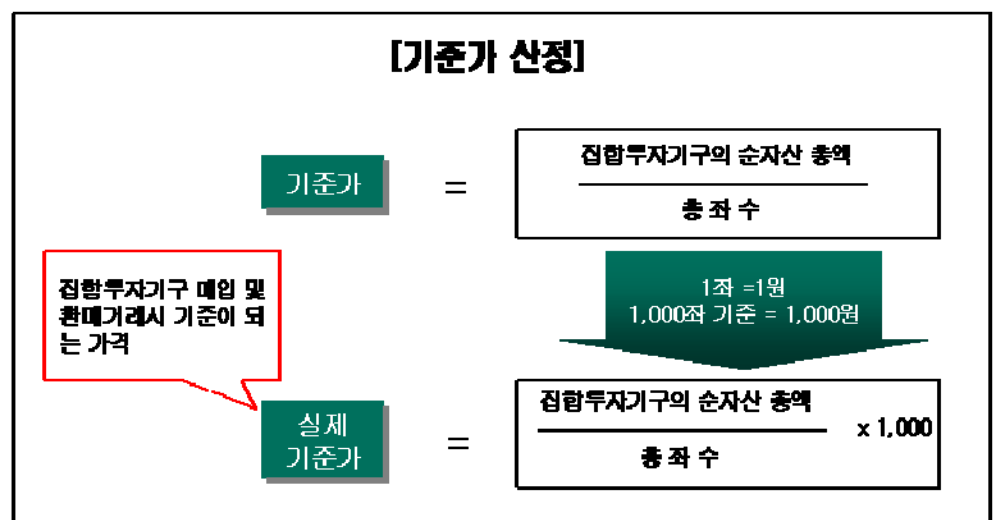 [기준가 산정]
기준가
=
집합투자기구의 순자산 총액
총 좌 수
1좌 =1원
1,000좌 기준 = 1,000원
집합투자기구 매입 및
환매거래시 기준이 되
는 가격
실제
기준가
=
집합투자기구의 순자산 총액
총 좌 수
x 1,000